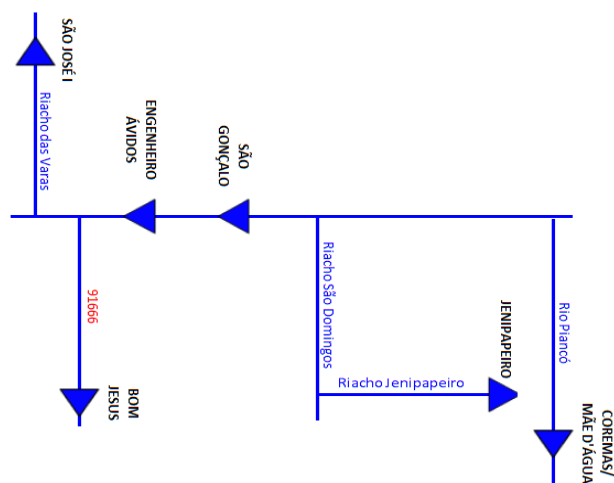 SÃO JOSÉ I
Riacho das Varas
ENGENHEIRO
ÁVIDOS
SÃO
GONÇALO
91666
BOM
JESUS
Riacho São Domingos
Riacho Jenipapeiro
JENIPAPEIRO
Rio Piancó
COREMAS/
MÃE D'ÁGUA